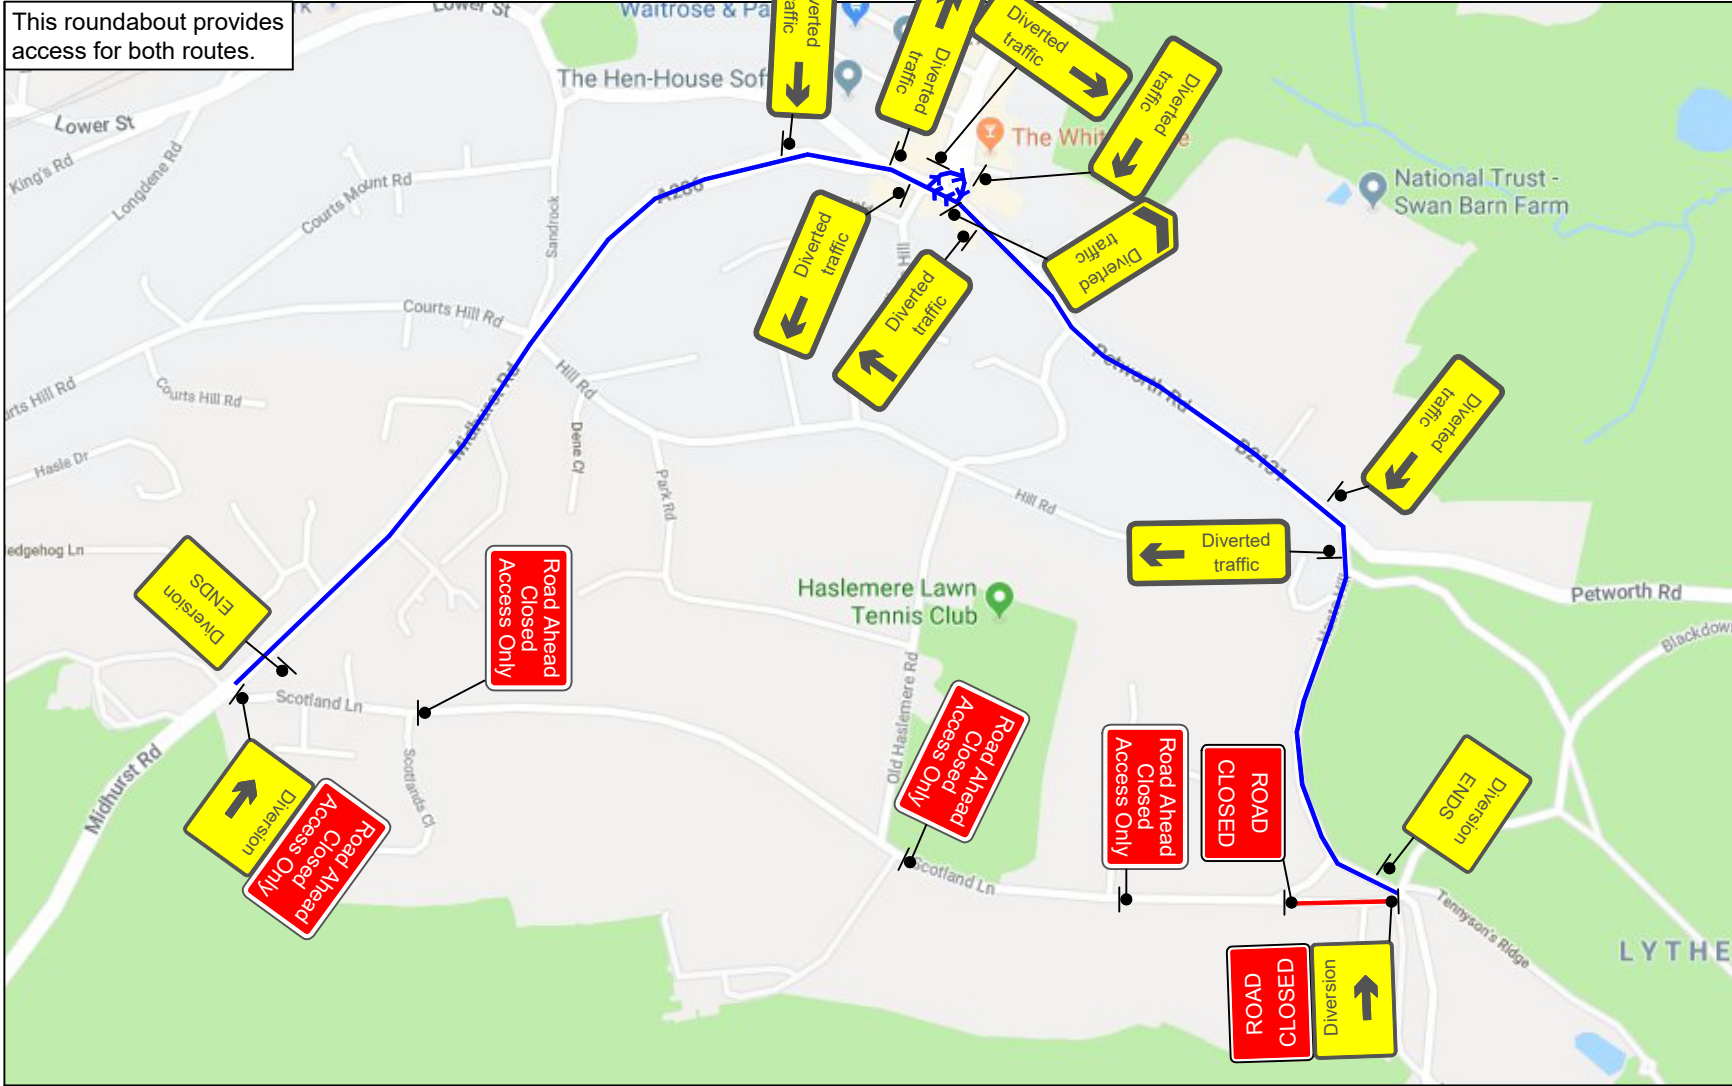 This roundabout provides
access for both routes.
Lower St
Waitrose & Pa
The Hen-House Sof
Lower St
King's Rd
Longdene Rd
Courts Mount Rd
Sandrook
A286
The Whit
National Trust -
Swan Barn Farm
Diverted
traffic
Diverted
traffic
Diverted
traffic
Diverted
traffic
Diverted
traffic
Diverted
traffic
Hill
Courts Hill Rd
Courts Hill Rd
urts Hill Rd
Midhurst Rd
Hill Rd
Dene Cl
Park Rd
Hasle Dr
Hill Rd
Petworth Rd
B2131
Diverted
traffic
Diverted
traffic
Petworth Rd
Blackdow
edgehog Ln
Diversion
ENDS
Road Ahead
Closed
Access Only
Haslemere Lawn
Tennis Club
Scotland Ln
Scotlands Cl
Midhurst Rd
Diversion
Road Ahead
Closed
Access Only
Old Haslemere Rd
Road Ahead
Closed
Access Only
Scotland Ln
Road Ahead
Closed
Access Only
ROAD
CLOSED
Diversion
ENDS
Tennyson's Ridge
LYTHE
ROAD
CLOSED
Diversion